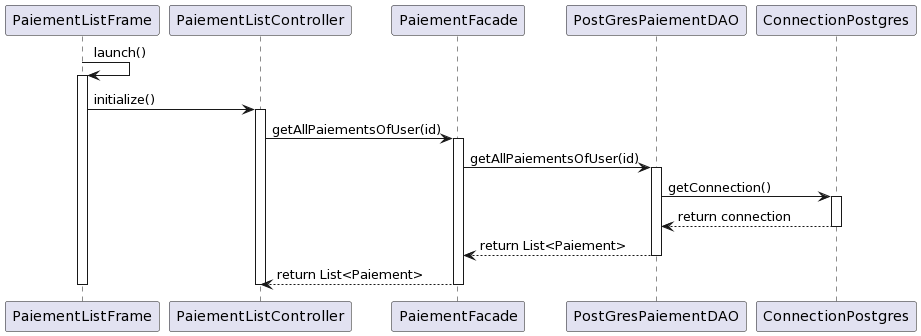 PaiementListFrame
PaiementListController
PaiementFacade
PostGresPaiementDAO
ConnectionPostgres
launch()
initialize()
getAllPaiementsOfUser(id)
getAllPaiementsOfUser(id)
getConnection()
return connection
return List<Paiement>
return List<Paiement>
PaiementListFrame
PaiementListController
PaiementFacade
PostGresPaiementDAO
ConnectionPostgres